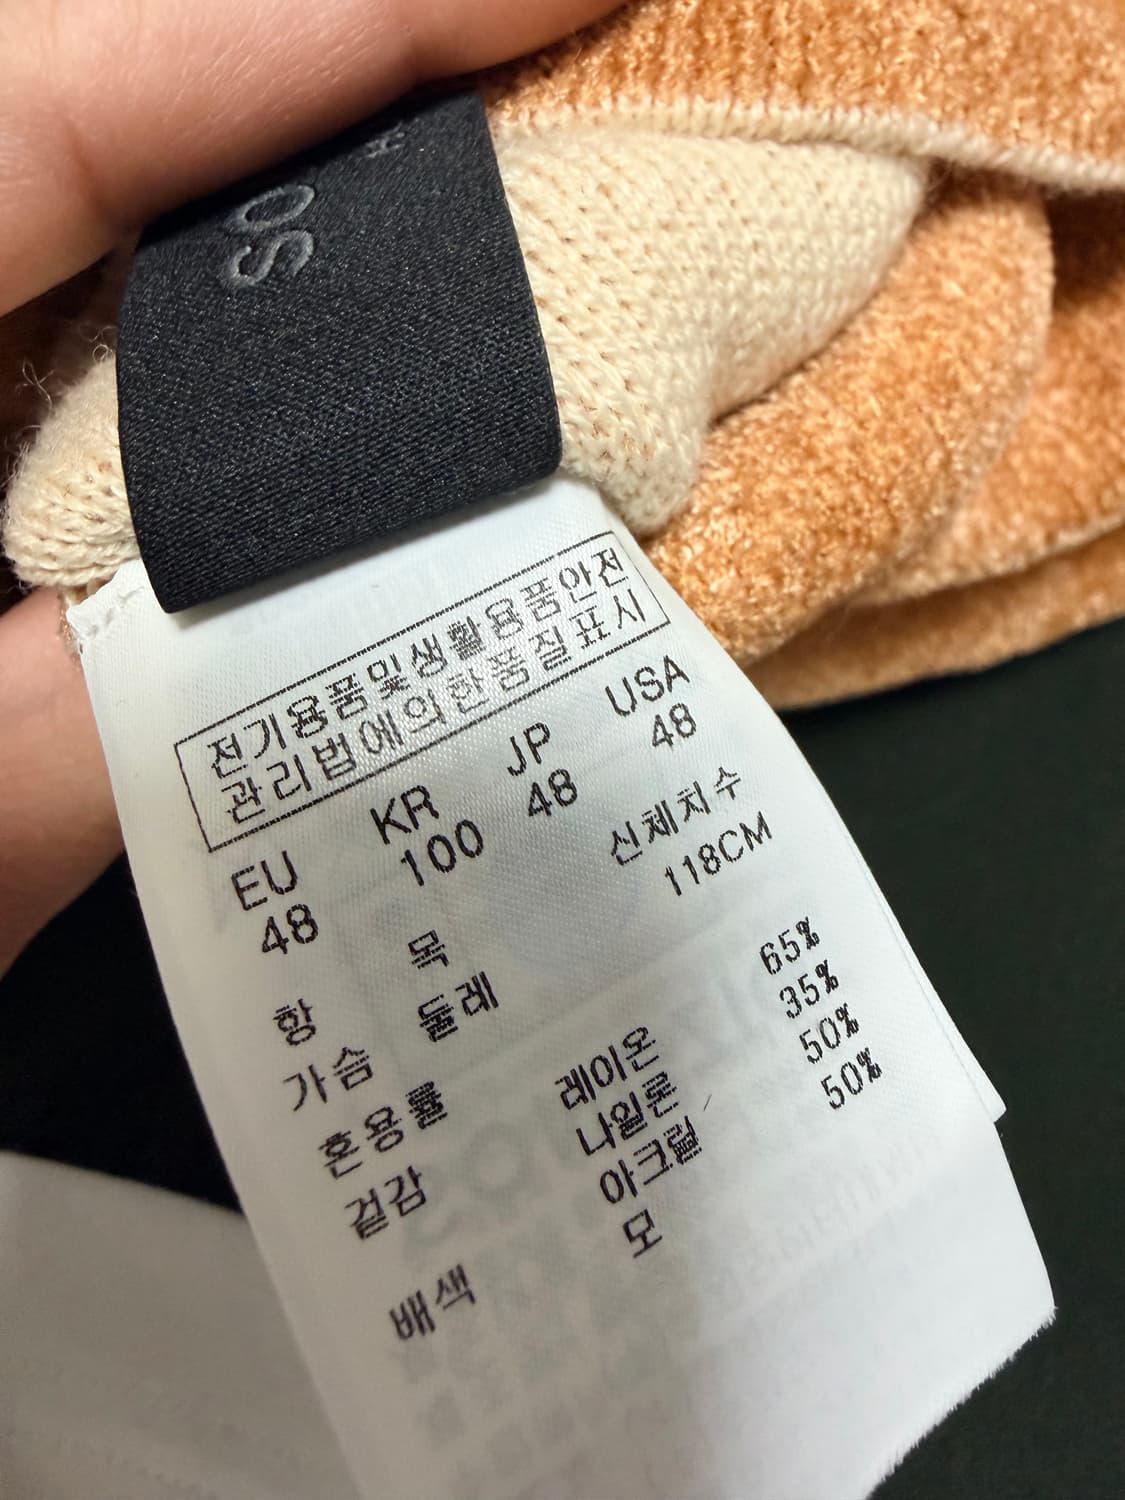 SO
전기용품및생활용품안전
관리법에의한품질표시
EU KR JP USA
48 100 48 48
항 목 신체치수
가슴 둘레 118CM
혼용률
겉감 레이온 65%
나일론 35%
배색 아크릴 50%
모 50%